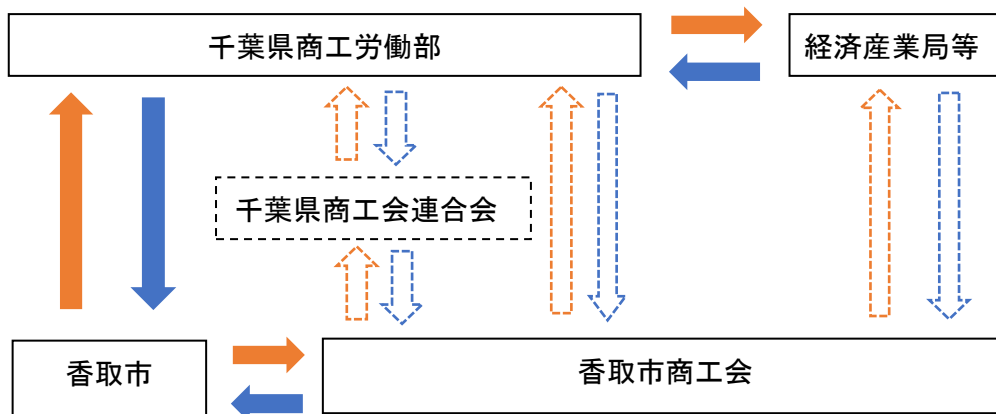 千葉県商工労働部
経済産業局等
千葉県商工会連合会
香取市
香取市商工会